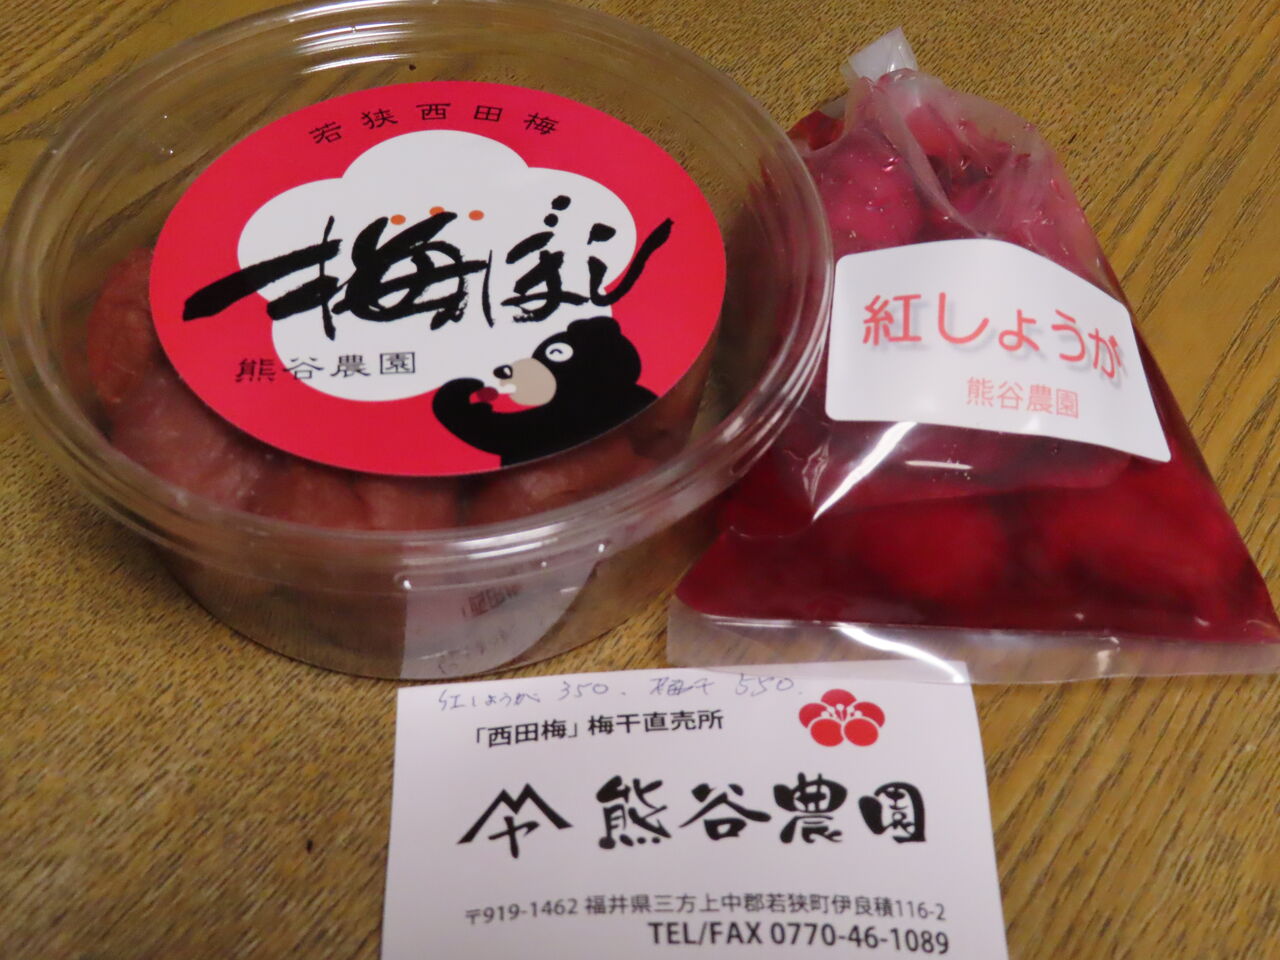 若狭西田梅
梅ぼし
熊谷農園
紅しょうが
熊谷農園
紅しょうが 350. 梅干 550.
「西田梅」梅干直売所
熊谷農園
〒919-1462 福井県三方上中郡若狭町伊良積116-2
TEL/FAX 0770-46-1089